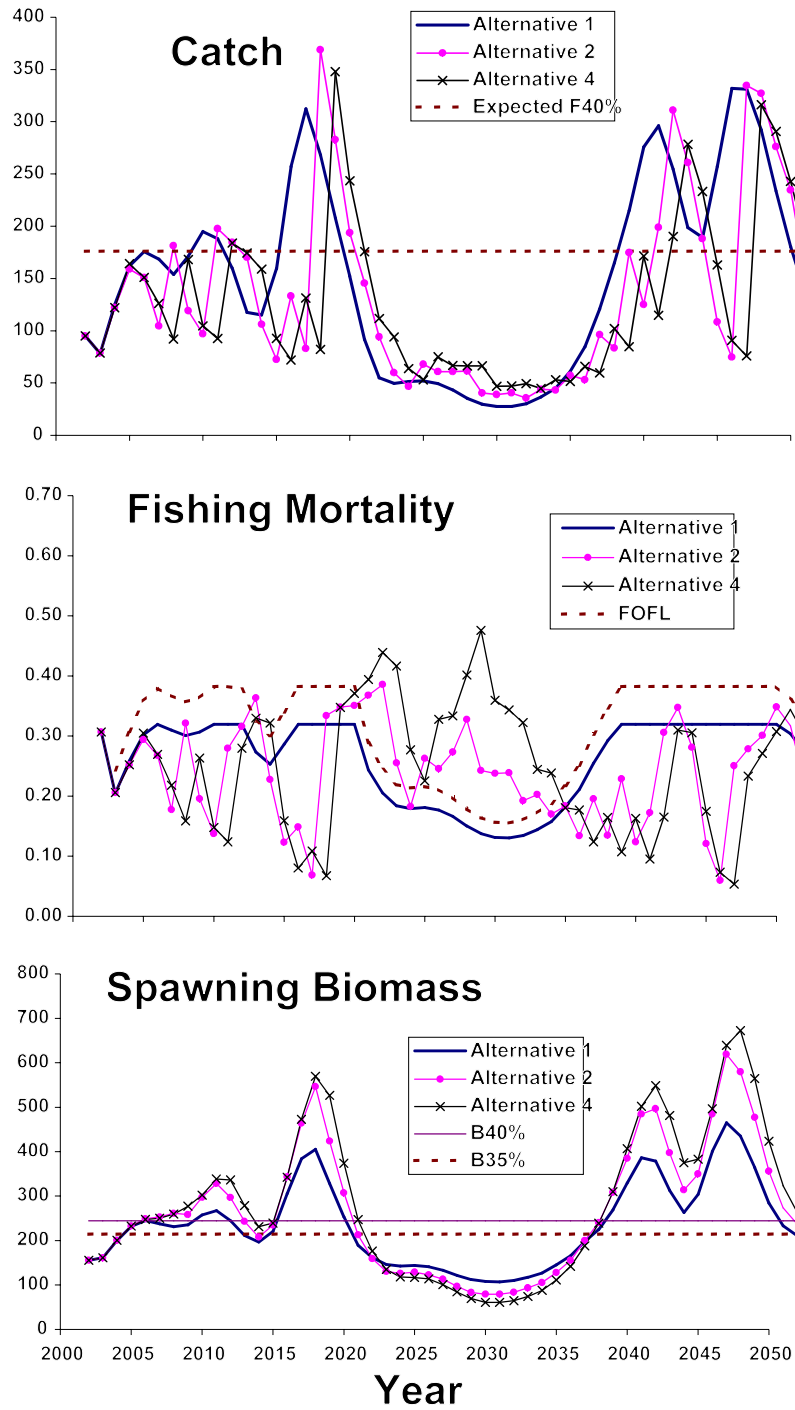 400
350
300
250
200
150
100
50
0
Catch
Alternative 1
Alternative 2
Alternative 4
Expected F40%
0.70
0.60
0.50
0.40
0.30
0.20
0.10
0.00
Fishing Mortality
Alternative 1
Alternative 2
Alternative 4
FOFL
800
700
600
500
400
300
200
100
0
Spawning Biomass
Alternative 1
Alternative 2
Alternative 4
B40%
B35%
2000 2005 2010 2015 2020 2025 2030 2035 2040 2045 2050
Year